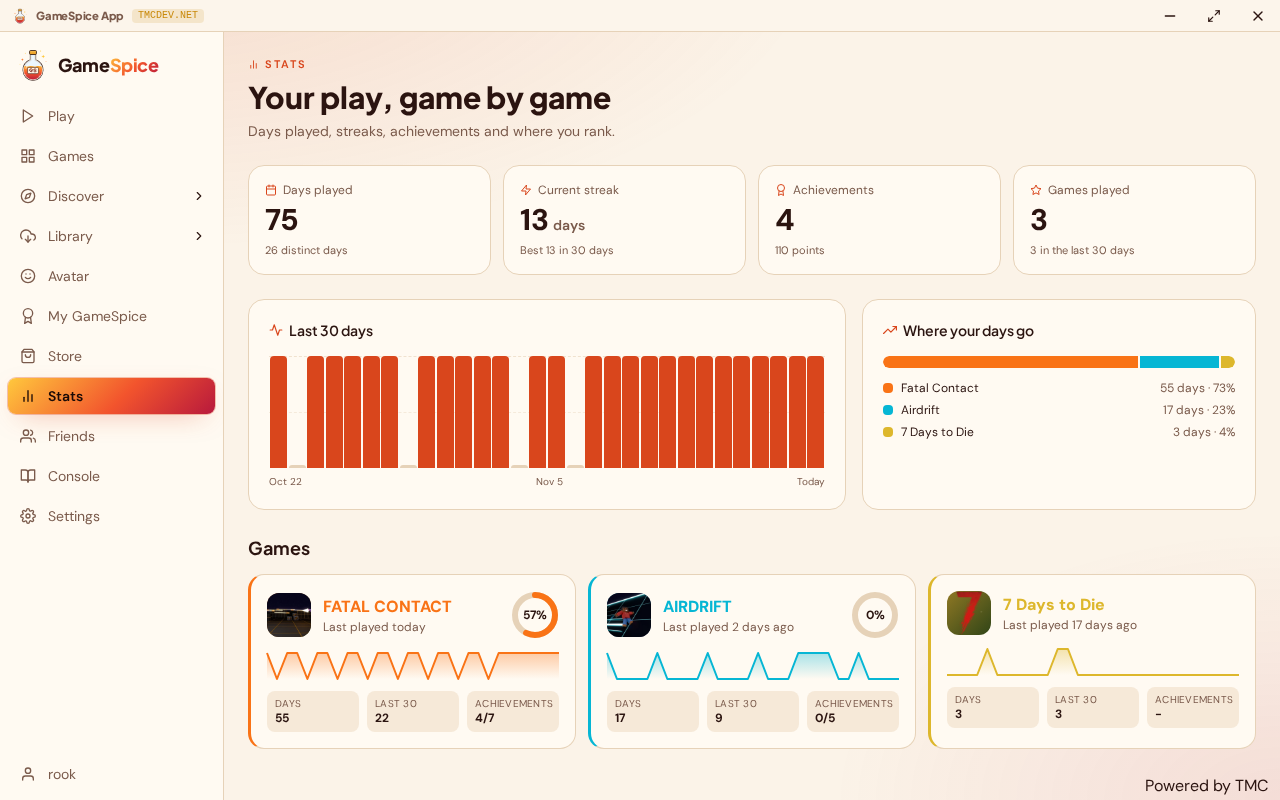 GameSpice App TMCDEV.NET
GameSpice
Play
Games
Discover
Library
Avatar
My GameSpice
Store
Stats
Friends
Console
Settings
rook
STATS
Your play, game by game
Days played, streaks, achievements and where you rank.
Days played
75
26 distinct days
Current streak
13 days
Best 13 in 30 days
Achievements
4
110 points
Games played
3
3 in the last 30 days
Last 30 days
Oct 22 Nov 5 Today
Where your days go
Fatal Contact 55 days · 73%
Airdrift 17 days · 23%
7 Days to Die 3 days · 4%
Games
FATAL CONTACT
Last played today
57%
DAYS LAST 30 ACHIEVEMENTS
55 22 4/7
AIRDRIFT
Last played 2 days ago
0%
DAYS LAST 30 ACHIEVEMENTS
17 9 0/5
7 Days to Die
Last played 17 days ago
DAYS LAST 30 ACHIEVEMENTS
3 3 -
Powered by TMC